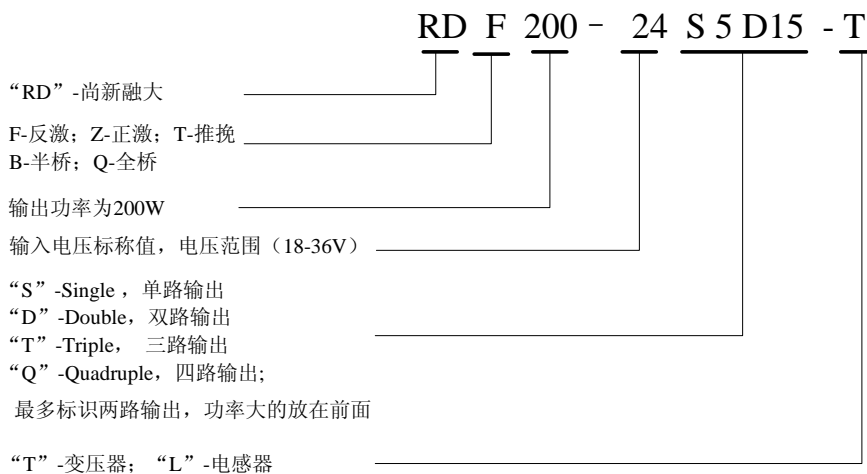 RD F 200- 24 S 5 D15 - T
“RD”-尚新融大
F-反激；Z-正激；T-推挽
B-半桥；Q-全桥
输出功率为200W
输入电压标称值，电压范围（18-36V）
“S”-Single ，单路输出
“D”-Double，双路输出
“T”-Triple， 三路输出
“Q”-Quadruple，四路输出;
最多标识两路输出，功率大的放在前面
“T”-变压器； “L”-电感器